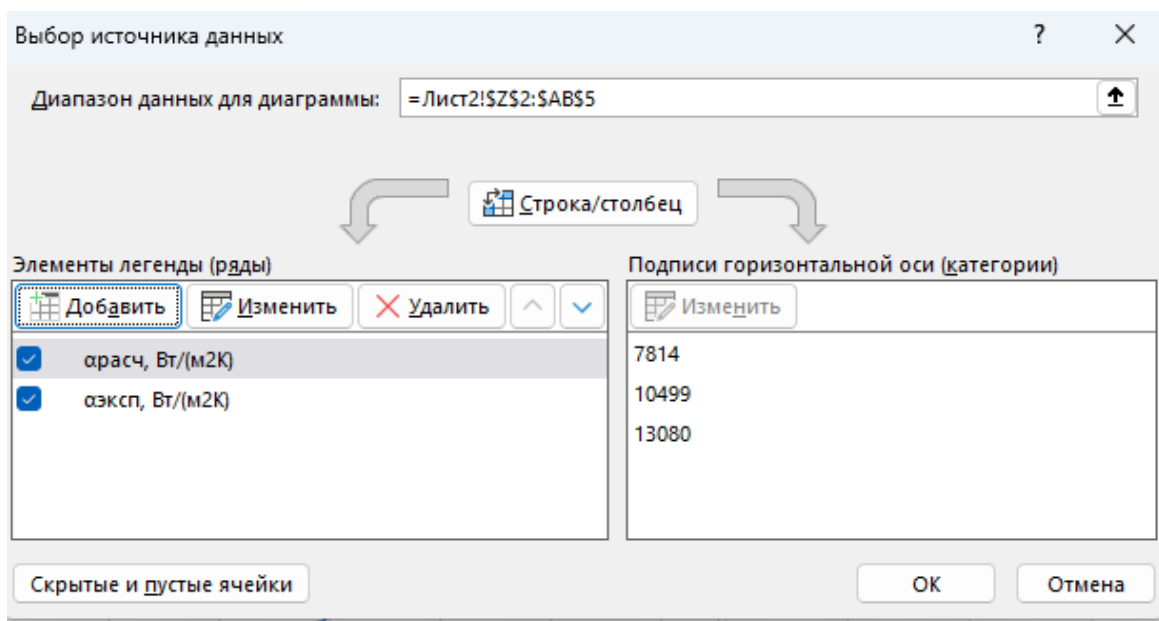 Выбор источника данных ?
Диапазон данных для диаграммы: =Лист2!$Z$2:$AB$5
Строка/столбец
Элементы легенды (ряды)
Добавить Изменить Удалить
αрасч, Вт/(м2К)
αэксп, Вт/(м2К)
Подписи горизонтальной оси (категории)
Изменить
7814
10499
13080
Скрытые и пустые ячейки
ОК Отмена